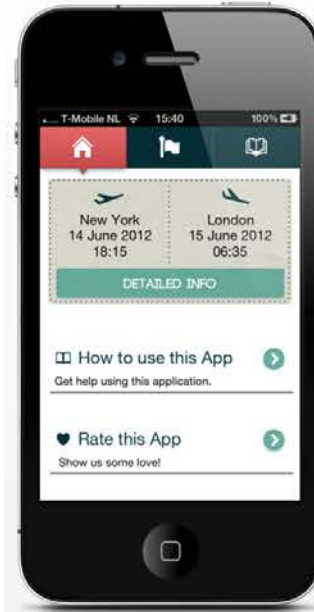 T-Mobile NL 15:40 100%
New York
14 June 2012
18:15
London
15 June 2012
06:35
DETAILED INFO
How to use this App
Get help using this application.
Rate this App
Show us some love!